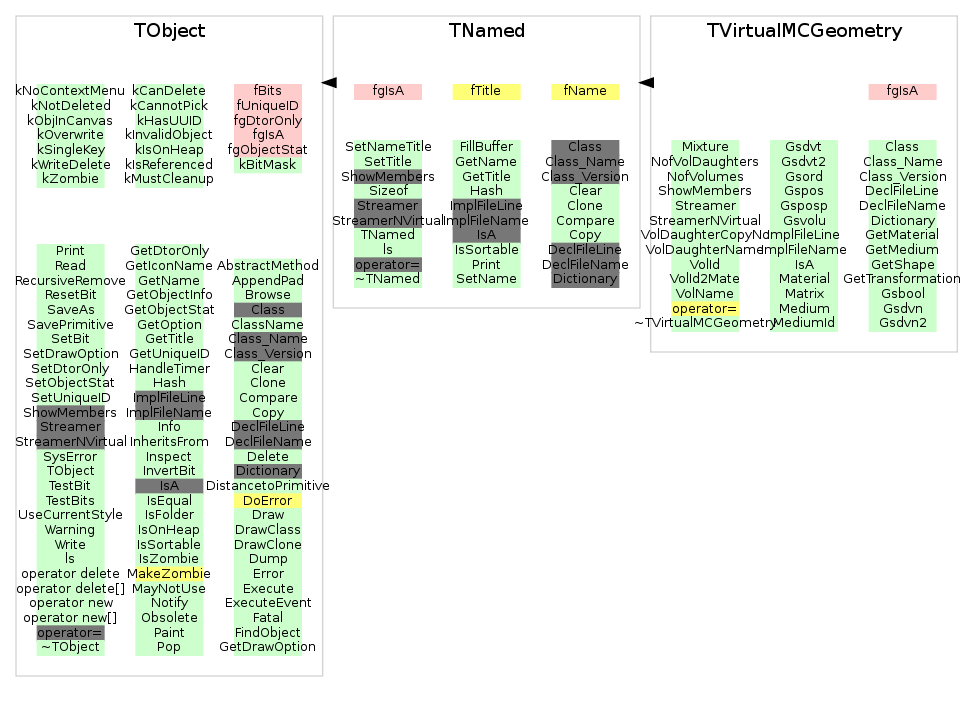 TObject
kNoContextMenu kCanDelete fBits
kNotDeleted kCannotPick fUniqueID
kObjInCanvas kHasUUID fgDtorOnly
kOverwrite kInvalidObject fgIsA
kSingleKey kIsOnHeap fgObjectStat
kWriteDelete kIsReferenced kBitMask
kZombie kMustCleanup
Print GetDtorOnly
Read GetIconName AbstractMethod
RecursiveRemove GetName AppendPad
ResetBit GetObjectInfo Browse
SaveAs GetObjectStat Class
SavePrimitive GetOption ClassName
SetBit GetTitle Class_Name
SetDrawOption GetUniqueID Class_Version
SetDtorOnly HandleTimer Clear
SetObjectStat Hash Clone
SetUniqueID ImplFileLine Compare
ShowMembers ImplFileName Copy
Streamer Info DeclFileLine
StreamerNVirtual InheritsFrom DeclFileName
SysError Inspect Delete
TObject InvertBit Dictionary
TestBit IsA DistancetoPrimitive
TestBits IsEqual DoError
UseCurrentStyle IsFolder Draw
Warning IsOnHeap DrawClass
Write IsSortable DrawClone
ls IsZombie Dump
operator delete MakeZombie Error
operator delete[] MayNotUse Execute
operator new Notify ExecuteEvent
operator new[] Obsolete Fatal
operator= Paint FindObject
~TObject Pop GetDrawOption
TNamed
fgIsA fTitle fName
SetNameTitle FillBuffer Class
SetTitle GetName Class_Name
ShowMembers GetTitle Class_Version
Sizeof Hash Clear
Streamer ImplFileLine Clone
StreamerNVirtual ImplFileName Compare
TNamed IsA Copy
ls IsSortable DeclFileLine
operator= Print DeclFileName
~TNamed SetName Dictionary
TVirtualMCGeometry
fgIsA
Mixture Gsdvt Class
NofVolDaughters Gsdvt2 Class_Name
NofVolumes Gsord Class_Version
ShowMembers Gspos DeclFileLine
Streamer Gsposp DeclFileName
StreamerNVirtual Gsvolu Dictionary
VolDaughterCopyNo ImplFileLine GetMaterial
VolDaughterName ImplFileName GetMedium
VolId IsA GetShape
VolId2Mate Material GetTransformation
VolName Matrix Gsbool
operator= Medium Gsdvn
~TVirtualMCGeometry MediumId Gsdvn2